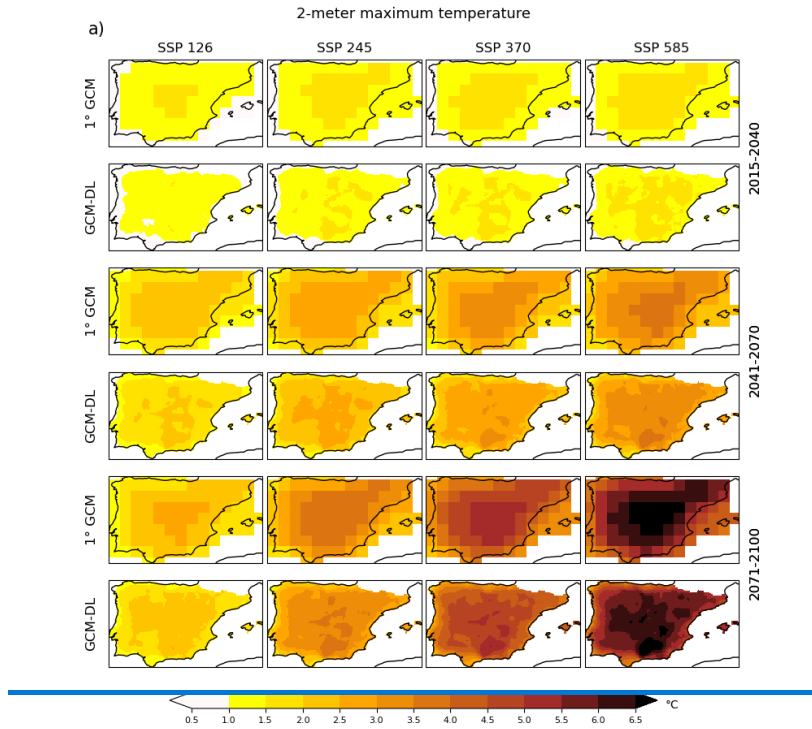 2-meter maximum temperature
a)
SSP 126 SSP 245 SSP 370 SSP 585
1° GCM
GCM-DL
2015-2040
1° GCM
GCM-DL
2041-2070
1° GCM
GCM-DL
2071-2100
0.5 1.0 1.5 2.0 2.5 3.0 3.5 4.0 4.5 5.0 5.5 6.0 6.5 °C